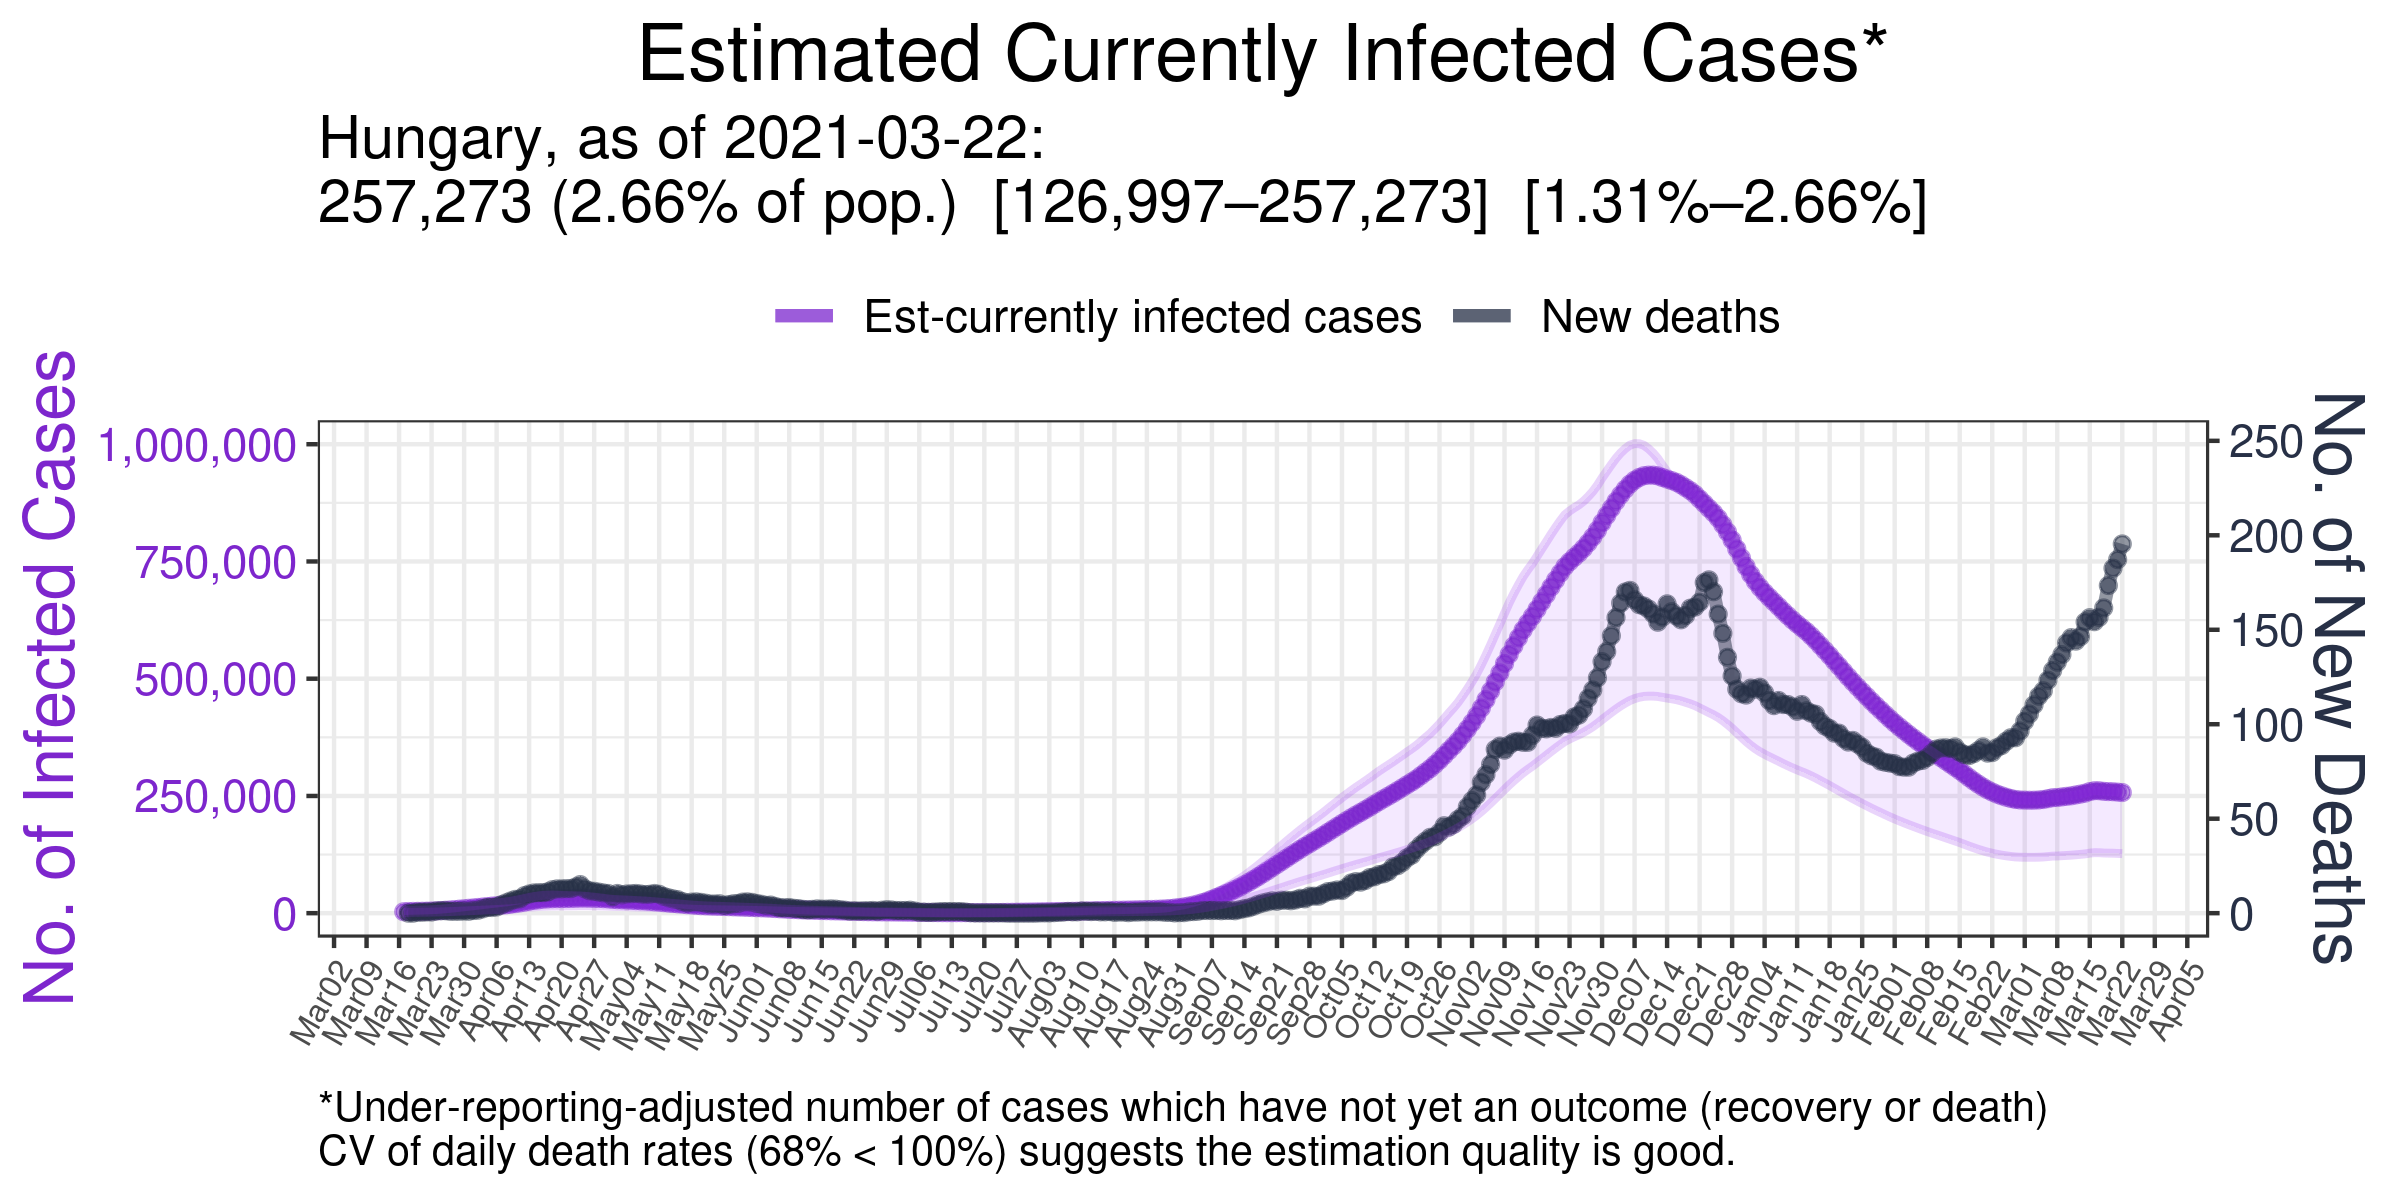 Estimated Currently Infected Cases*
Hungary, as of 2021-03-22:
257,273 (2.66% of pop.) [126,997–257,273] [1.31%–2.66%]
Est-currently infected cases
New deaths
No. of Infected Cases
1,000,000
750,000
500,000
250,000
0
250
200
150
100
50
0
No. of New Deaths
Mar02
Mar09
Mar16
Mar23
Mar30
Apr06
Apr13
Apr20
Apr27
May04
May11
May18
May25
Jun01
Jun08
Jun15
Jun22
Jun29
Jul06
Jul13
Jul20
Jul27
Aug03
Aug10
Aug17
Aug24
Aug31
Sep07
Sep14
Sep21
Sep28
Oct05
Oct12
Oct19
Oct26
Nov02
Nov09
Nov16
Nov23
Nov30
Dec07
Dec14
Dec21
Dec28
Jan04
Jan11
Jan18
Jan25
Feb01
Feb08
Feb15
Feb22
Mar01
Mar08
Mar15
Mar22
Mar29
Apr05
*Under-reporting-adjusted number of cases which have not yet an outcome (recovery or death)
CV of daily death rates (68% < 100%) suggests the estimation quality is good.